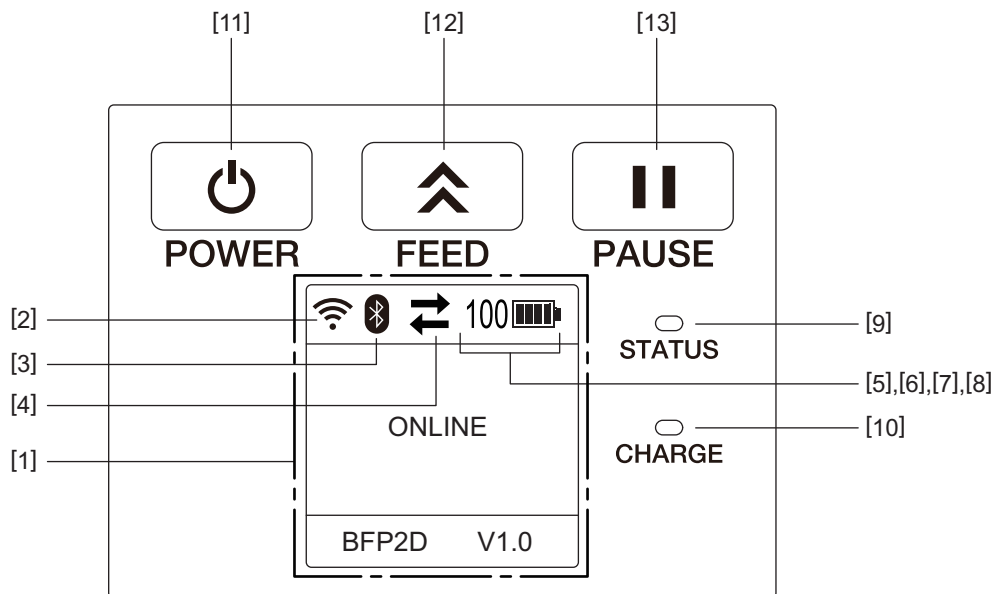 [11] [12] [13]
POWER FEED PAUSE
[2] 100 [9]
STATUS
[3] [5],[6],[7],[8]
[4] ONLINE [10]
CHARGE
[1]
BFP2D V1.0